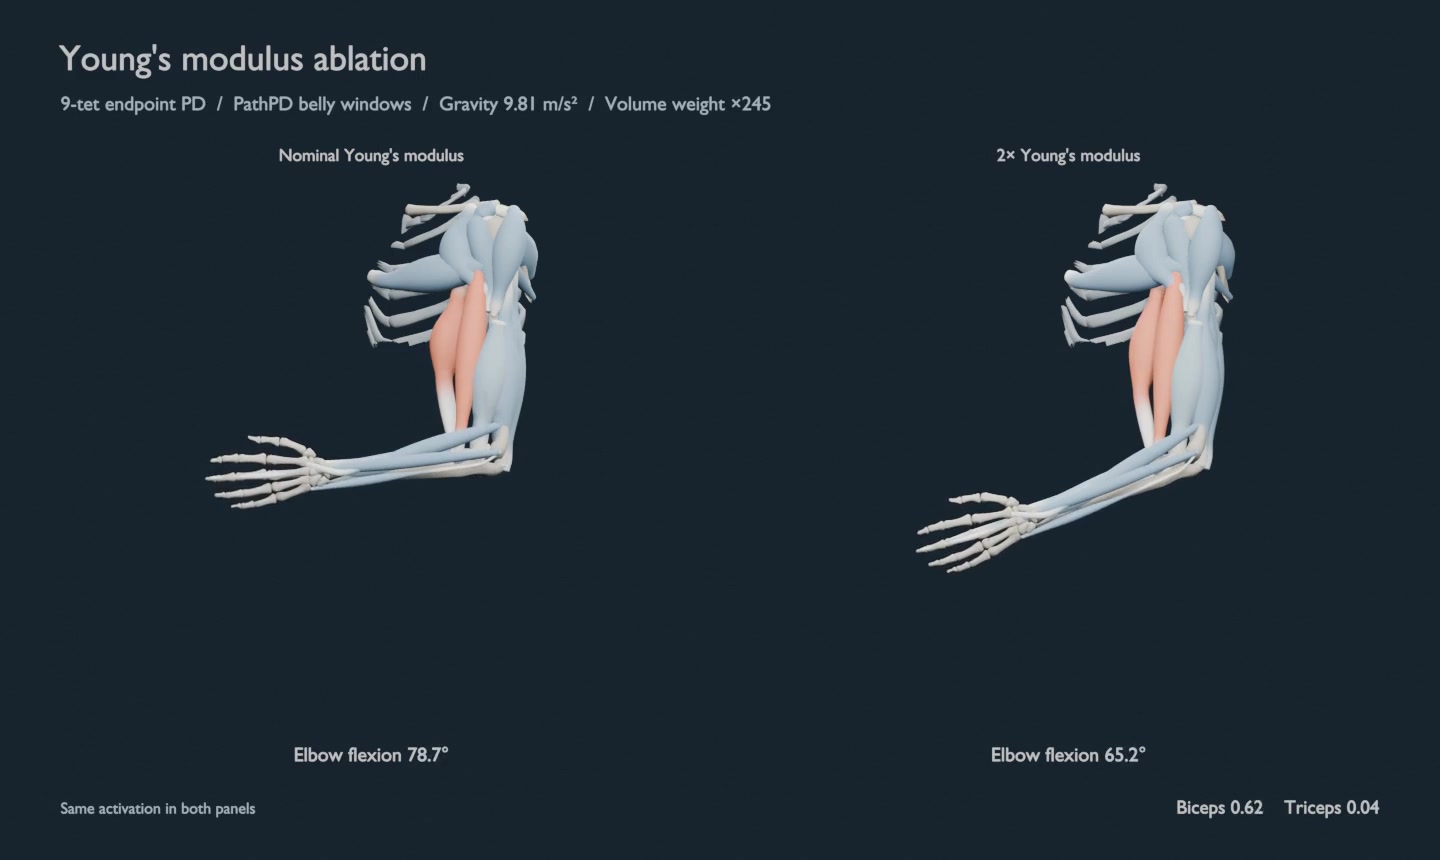 Young's modulus ablation
9-tet endpoint PD / PathPD belly windows / Gravity 9.81 m/s² / Volume weight ×245
Nominal Young's modulus
2× Young's modulus
Elbow flexion 78.7°
Elbow flexion 65.2°
Same activation in both panels
Biceps 0.62 Triceps 0.04